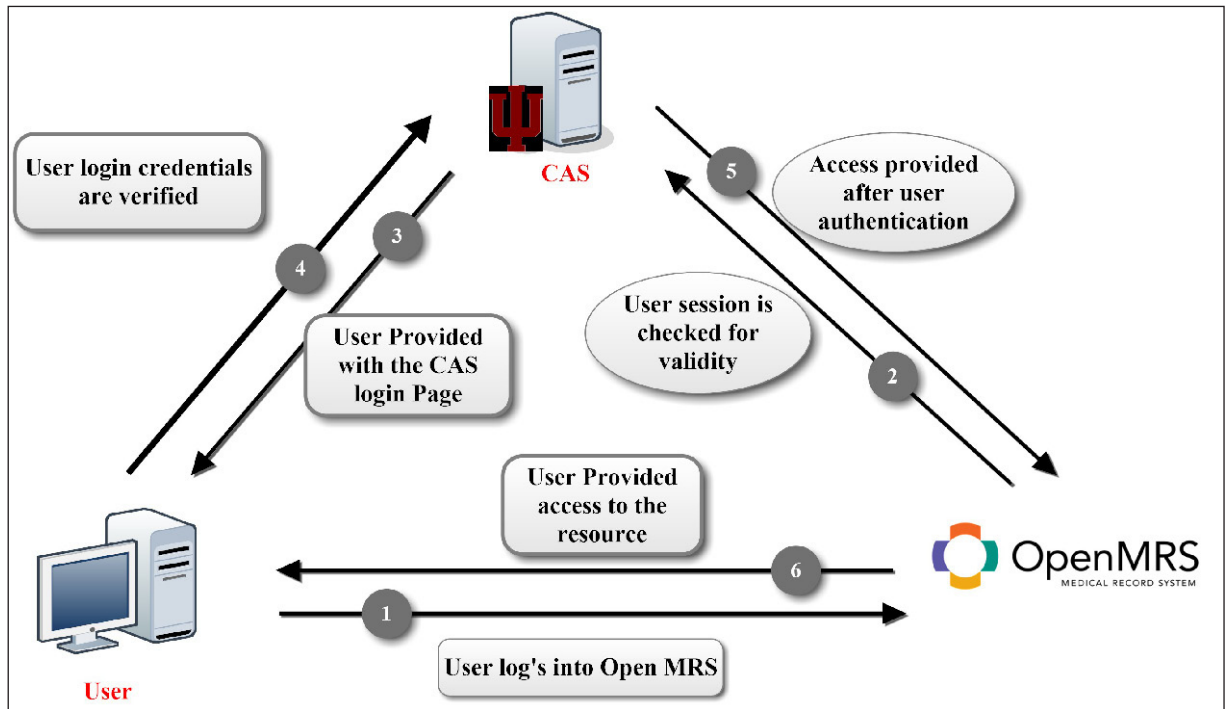 CAS
User login credentials
are verified
5
Access provided
after user
authentication
3
4
User session is
checked for
validity
User Provided
with the CAS
login Page
2
User Provided
access to the
resource
6
OpenMRS
MEDICAL RECORD SYSTEM
1
User log's into Open MRS
User